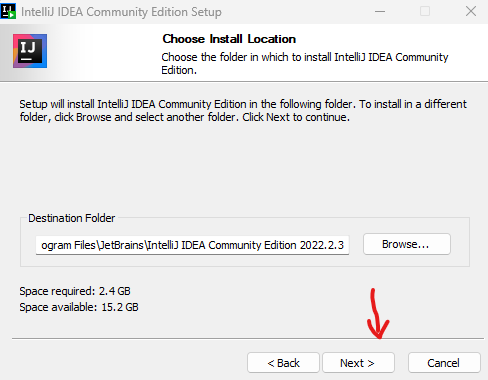 IntelliJ IDEA Community Edition Setup
IJ
Choose Install Location
Choose the folder in which to install IntelliJ IDEA Community
Edition.
Setup will install IntelliJ IDEA Community Edition in the following folder. To install in a different
folder, click Browse and select another folder. Click Next to continue.
Destination Folder
ogram Files\JetBrains\IntelliJ IDEA Community Edition 2022.2.3
Browse...
Space required: 2.4 GB
Space available: 15.2 GB
< Back
Next >
Cancel